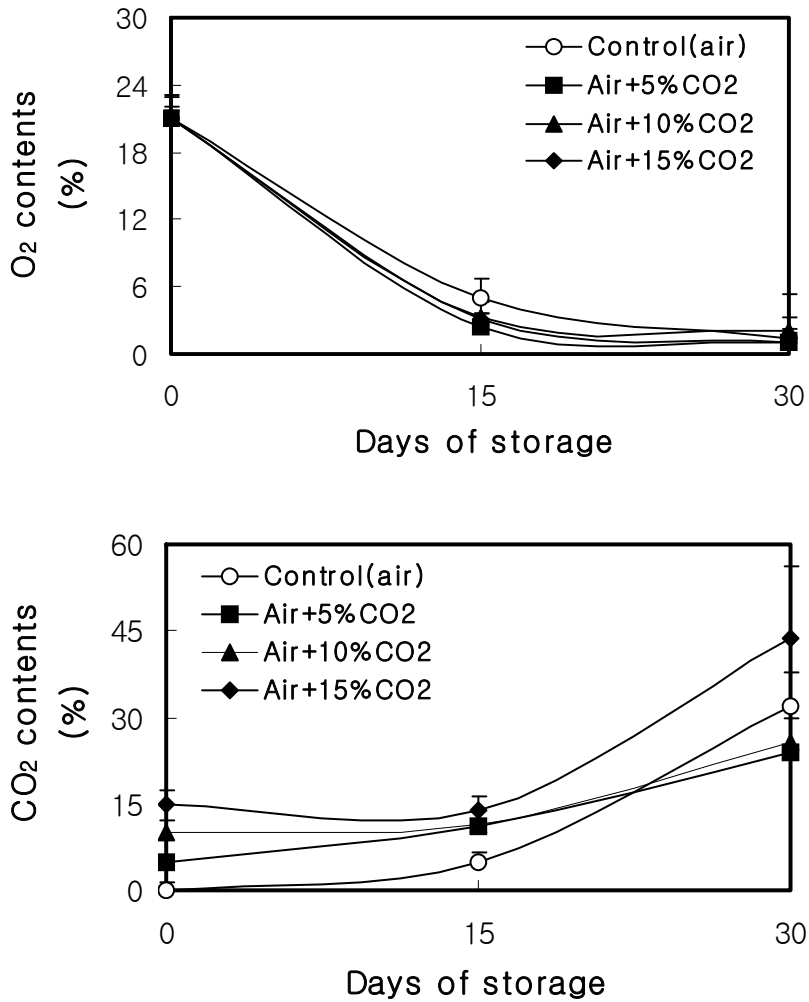 30
24
18
12
6
0
O2 contents
(%)
Control(air)
Air+5%CO2
Air+10%CO2
Air+15%CO2
0 15 30
Days of storage
60
45
30
15
0
CO2 contents
(%)
Control(air)
Air+5%CO2
Air+10%CO2
Air+15%CO2
0 15 30
Days of storage